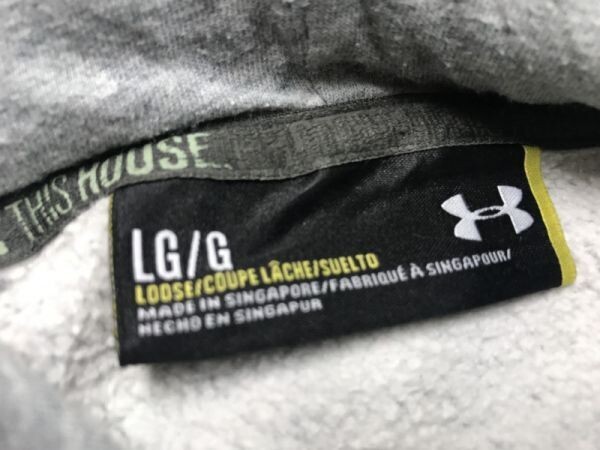 THIS HOUSE.
LG/G
LOOSE/COUPE LÂCHE/SUELTO
MADE IN SINGAPORE/FABRIQUÉ À SINGAPOUR/
HECHO EN SINGAPUR